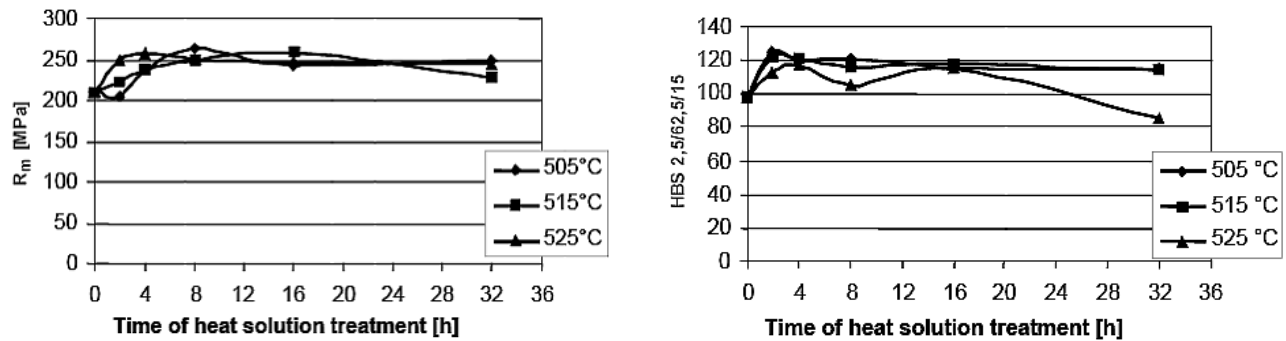 300
250
200
150
100
50
0
R_m [MPa]
505°C
515°C
525°C
0 4 8 12 16 20 24 28 32 36
Time of heat solution treatment [h]
140
120
100
80
60
40
20
0
HBS 2,5/62,5/15
505 °C
515 °C
525 °C
0 4 8 12 16 20 24 28 32 36
Time of heat solution treatment [h]